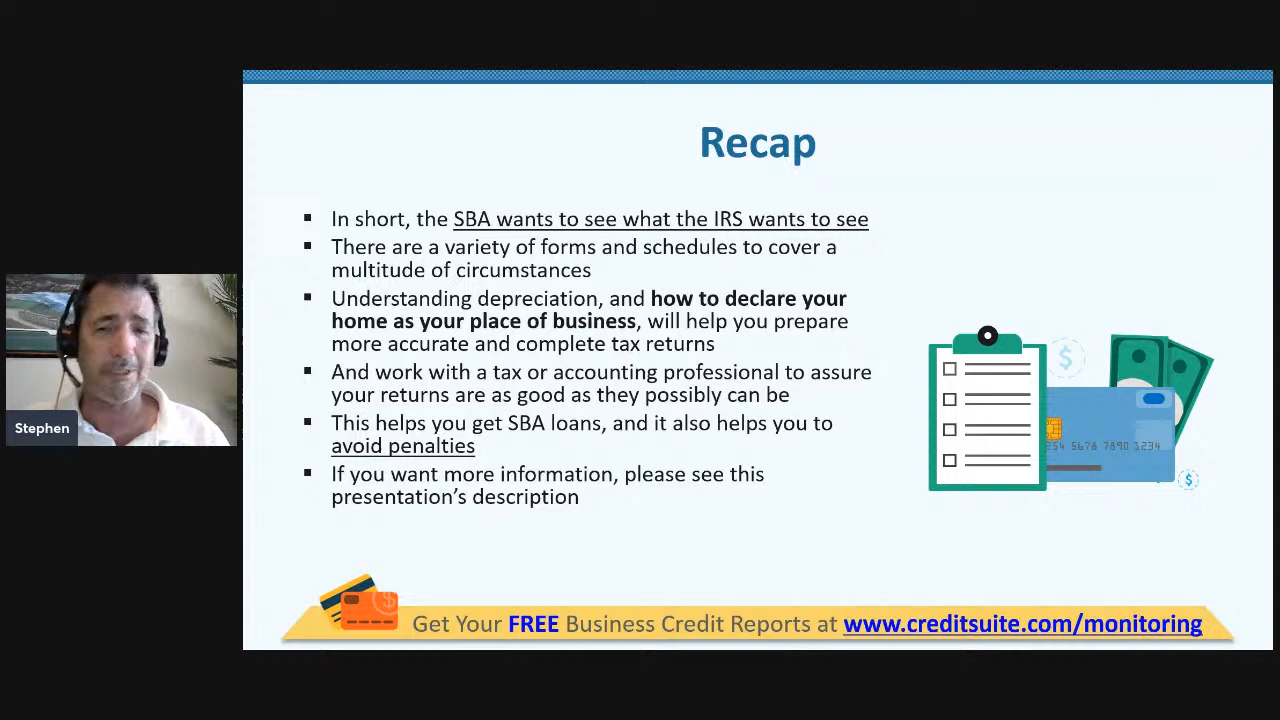 Recap
▪ In short, the SBA wants to see what the IRS wants to see
▪ There are a variety of forms and schedules to cover a
multitude of circumstances
▪ Understanding depreciation, and how to declare your
home as your place of business, will help you prepare
more accurate and complete tax returns
▪ And work with a tax or accounting professional to assure
your returns are as good as they possibly can be
▪ This helps you get SBA loans, and it also helps you to
avoid penalties
▪ If you want more information, please see this
presentation’s description
Stephen
$
254 5678 7890 1234
$
$
Get Your FREE Business Credit Reports at www.creditsuite.com/monitoring